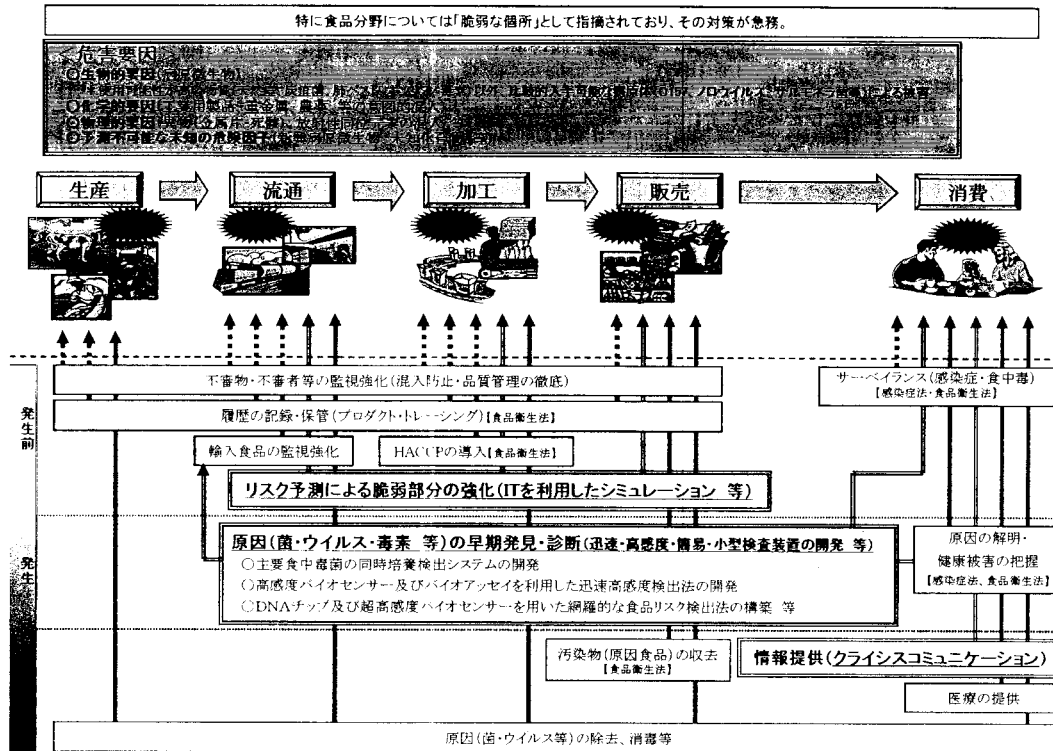 特に食品分野については「脆弱な個所」として指摘されており、その対策が急務。
危害要因
○生物的要因(病原微生物)
○化学的要因
○物理的要因
○予測不可能な未知の危険因子
生産
流通
加工
販売
消費
不審物・不審者等の監視強化(混入防止・品質管理の徹底)
サーベイランス(感染症・食中毒)
【感染症法・食品衛生法】
発生前
履歴の記録・保管(プロダクト・トレーシング)【食品衛生法】
輸入食品の監視強化
HACCPの導入【食品衛生法】
リスク予測による脆弱部分の強化(ITを利用したシミュレーション 等)
原因(菌・ウイルス・毒素 等)の早期発見・診断(迅速・高感度・簡易・小型検査装置の開発 等)
○主要食中毒菌の同時培養検出システムの開発
○高感度バイオセンサー及びバイオアッセイを利用した迅速高感度検出法の開発
○DNAチップ及び超高感度バイオセンサーを用いた網羅的な食品リスク検出法の構築 等
原因の解明・
健康被害の把握
【感染症法、食品衛生法】
発生
汚染物(原因食品)の収去
【食品衛生法】
情報提供(クライシスコミュニケーション)
医療の提供
原因(菌・ウイルス等)の除去、消毒等